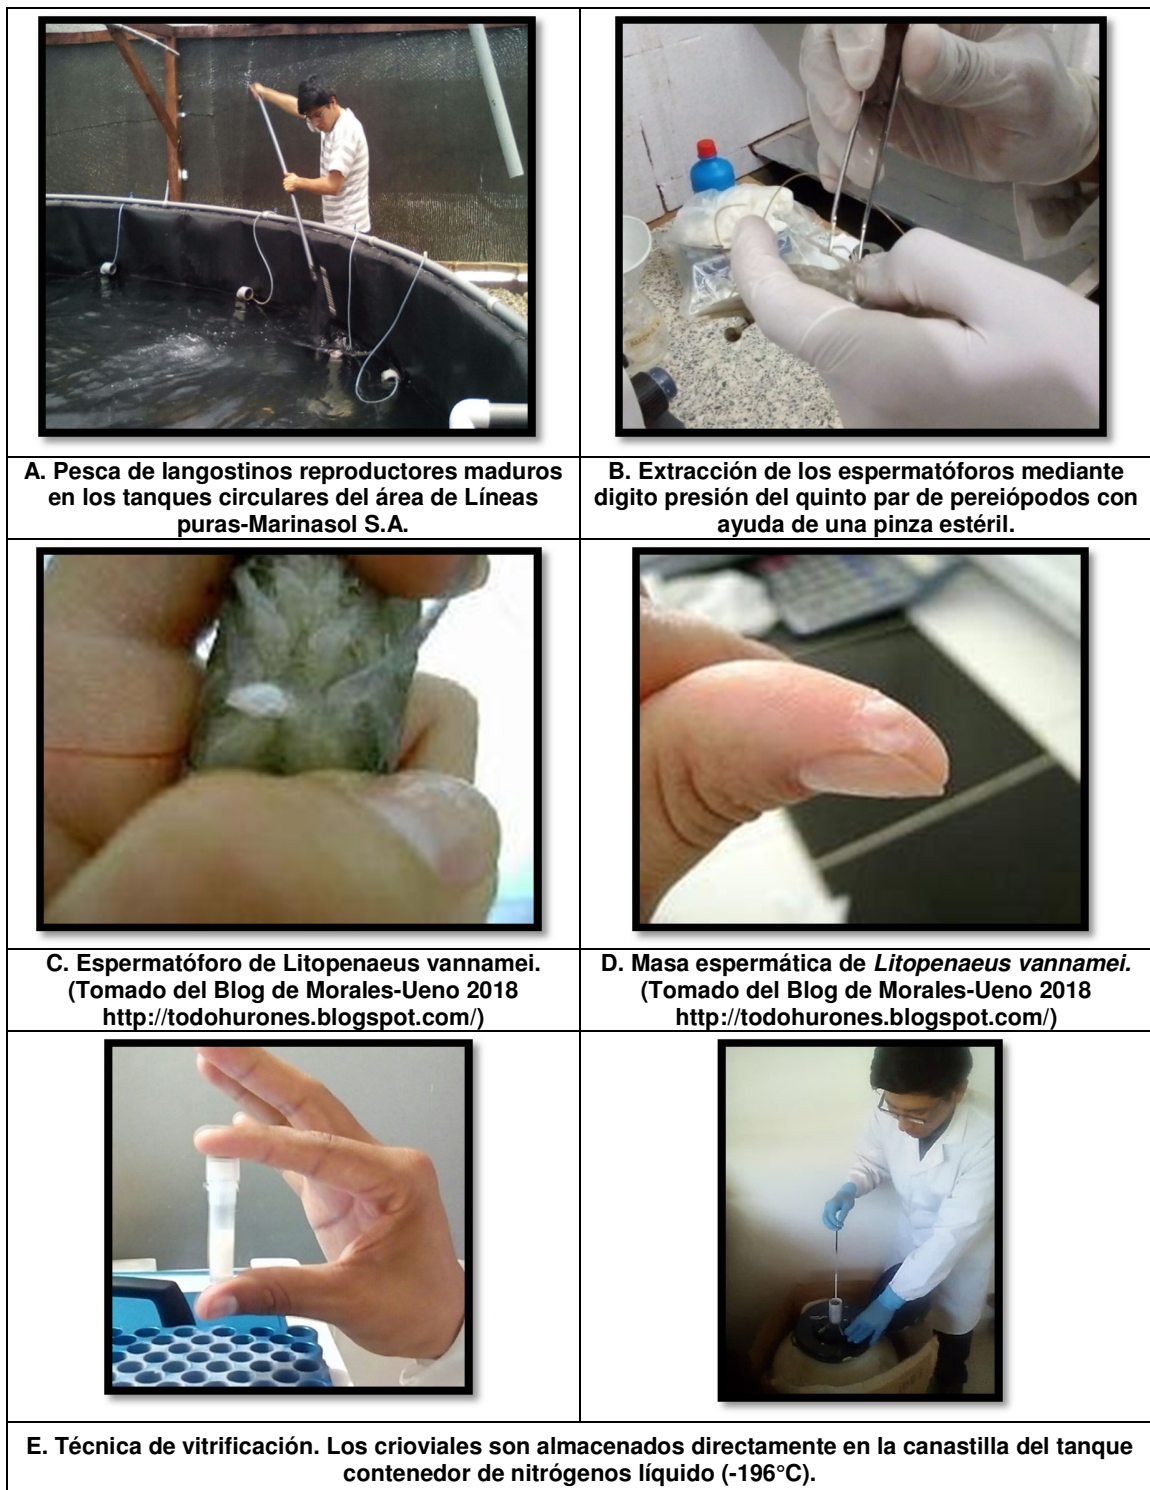 A. Pesca de langostinos reproductores maduros
en los tanques circulares del área de Líneas
puras-Marinasol S.A.
B. Extracción de los espermatóforos mediante
digito presión del quinto par de pereiópodos con
ayuda de una pinza estéril.
C. Espermatóforo de Litopenaeus vannamei.
(Tomado del Blog de Morales-Ueno 2018
http://todohurones.blogspot.com/)
D. Masa espermática de Litopenaeus vannamei.
(Tomado del Blog de Morales-Ueno 2018
http://todohurones.blogspot.com/)
E. Técnica de vitrificación. Los crioviales son almacenados directamente en la canastilla del tanque
contenedor de nitrógenos líquido (-196°C).